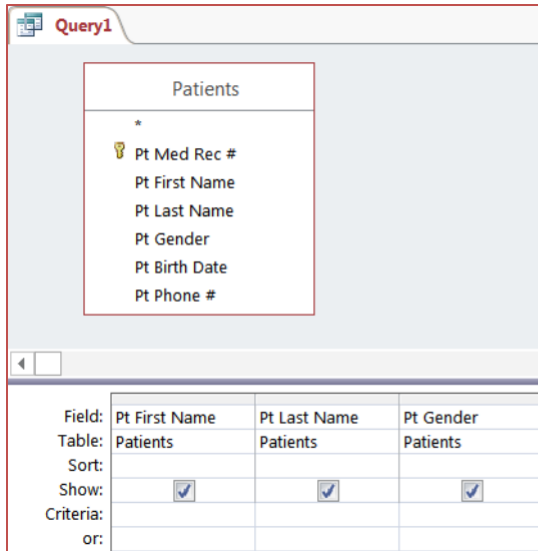 Query1
Patients
*
Pt Med Rec #
Pt First Name
Pt Last Name
Pt Gender
Pt Birth Date
Pt Phone #
Field: Pt First Name Pt Last Name Pt Gender
Table: Patients Patients Patients
Sort:
Show:
Criteria:
or: